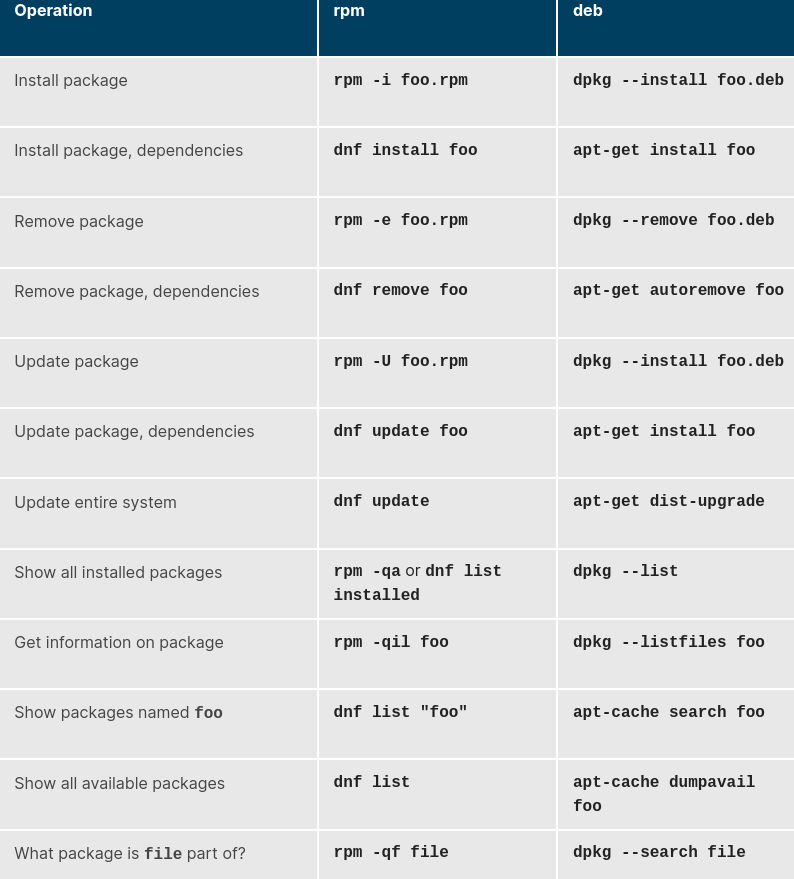 Operation rpm deb
Install package rpm -i foo.rpm dpkg --install foo.deb
Install package, dependencies dnf install foo apt-get install foo
Remove package rpm -e foo.rpm dpkg --remove foo.deb
Remove package, dependencies dnf remove foo apt-get autoremove foo
Update package rpm -U foo.rpm dpkg --install foo.deb
Update package, dependencies dnf update foo apt-get install foo
Update entire system dnf update apt-get dist-upgrade
Show all installed packages rpm -qa or dnf list dpkg --list
installed
Get information on package rpm -qil foo dpkg --listfiles foo
Show packages named foo dnf list "foo" apt-cache search foo
Show all available packages dnf list apt-cache dumpavail
foo
What package is file part of? rpm -qf file dpkg --search file